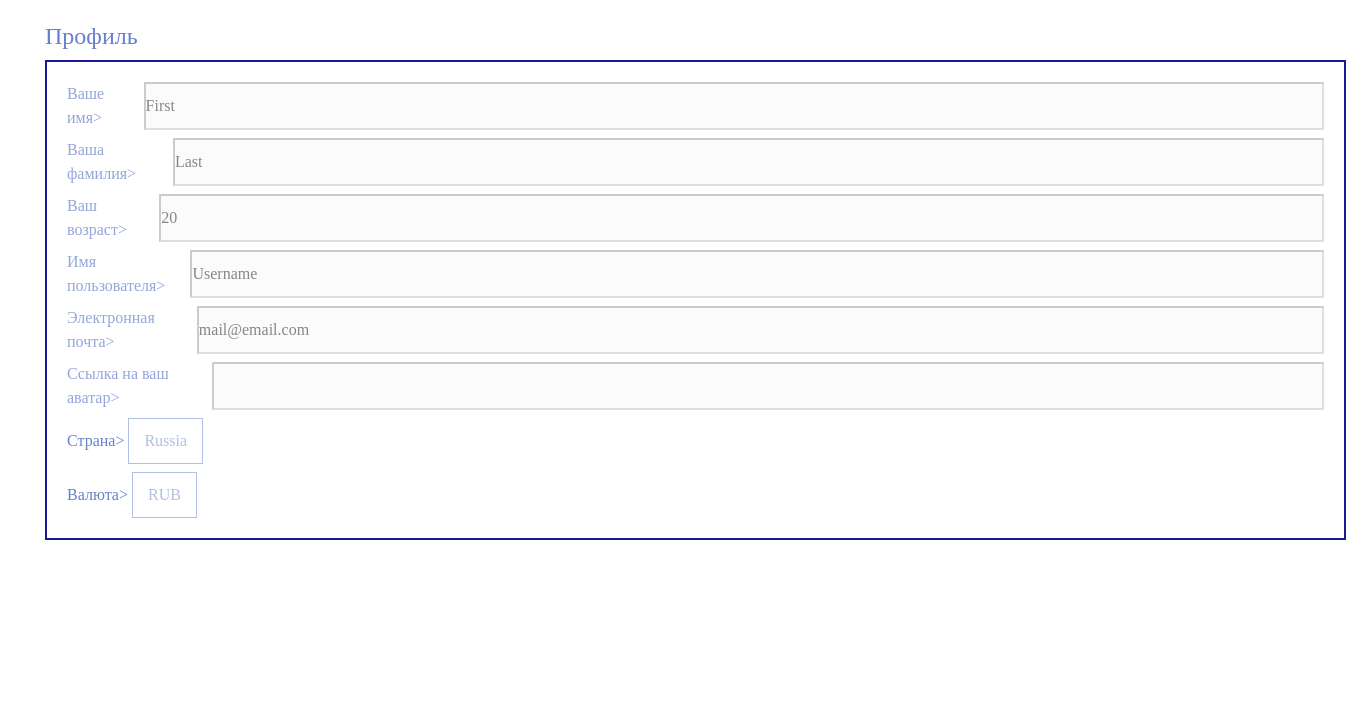 Профиль
Ваше
имя>
First
Ваша
фамилия>
Last
Ваш
возраст>
20
Имя
пользователя>
Username
Электронная
почта>
mail@email.com
Ссылка на ваш
аватар>
Страна> Russia
Валюта> RUB